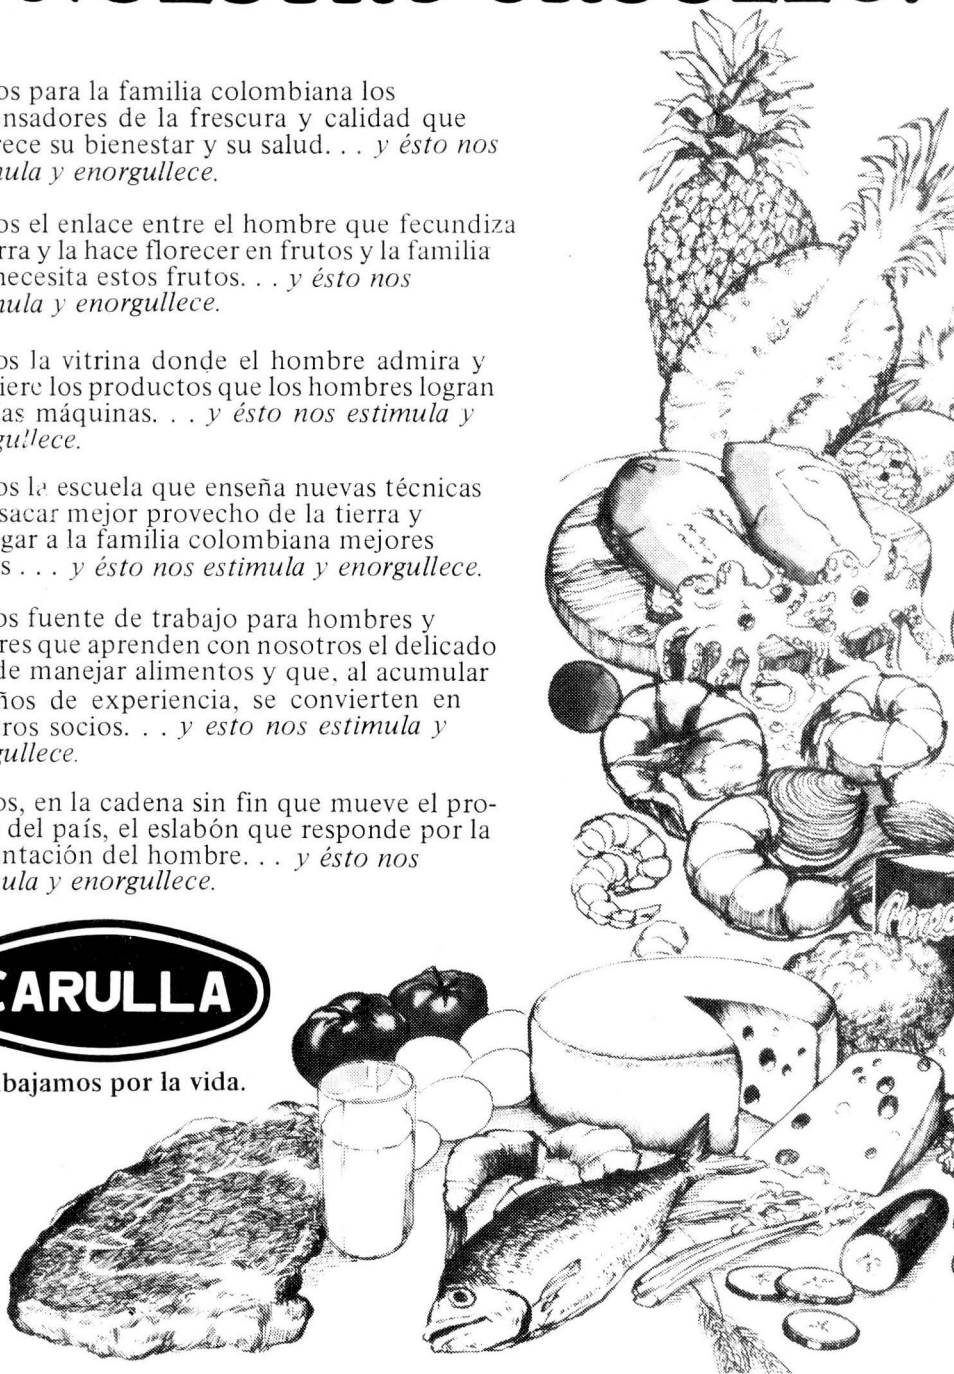 NUESTRO ORGULLO.
os para la familia colombiana los
nsadores de la frescura y calidad que
rece su bienestar y su salud. . . y ésto nos
ula y enorgullece.
os el enlace entre el hombre que fecundiza
rra y la hace florecer en frutos y la familia
necesita estos frutos. . . y ésto nos
ula y enorgullece.
os la vitrina donde el hombre admira y
iere los productos que los hombres logran
as máquinas. . . y ésto nos estimula y
gullece.
os la escuela que enseña nuevas técnicas
sacar mejor provecho de la tierra y
gar a la familia colombiana mejores
s . . . y ésto nos estimula y enorgullece.
os fuente de trabajo para hombres y
res que aprenden con nosotros el delicado
de manejar alimentos y que, al acumular
ños de experiencia, se convierten en
tros socios. . . y esto nos estimula y
gullece.
os, en la cadena sin fin que mueve el pro-
del país, el eslabón que responde por la
ntación del hombre. . . y ésto nos
ula y enorgullece.
CARULLA
bajamos por la vida.